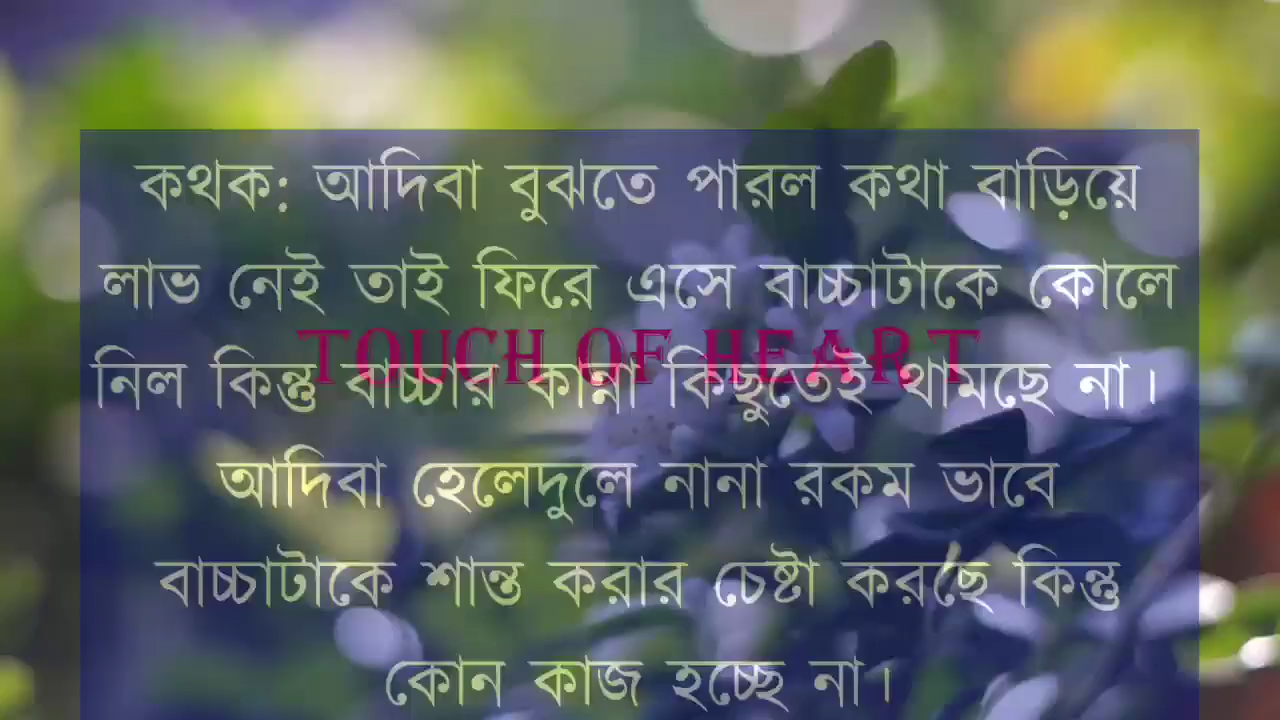 কথক: আদিবা বুঝতে পারল কথা বাড়িয়ে
লাভ নেই তাই ফিরে এসে বাচ্চাটাকে কোলে
TOUCH OF HEART
নিল কিন্তু বাচ্চার কান্না কিছুতেই থামছে না।
আদিবা হেলেদুলে নানা রকম ভাবে
বাচ্চাটাকে শান্ত করার চেষ্টা করছে কিন্তু
কোন কাজ হচ্ছে না।